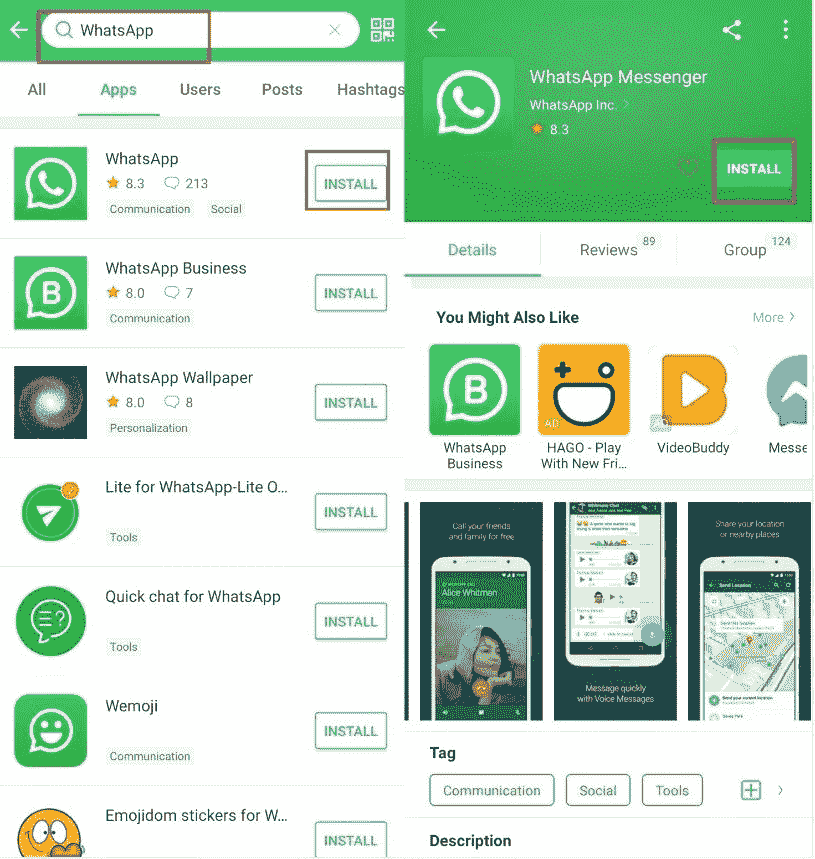 WhatsApp
All
Apps
Users
Posts
Hashtags
WhatsApp
8.3
213
Communication
Social
INSTALL
WhatsApp Business
8.0
7
Communication
INSTALL
WhatsApp Wallpaper
8.0
8
Personalization
INSTALL
Lite for WhatsApp-Lite O...
Tools
INSTALL
Quick chat for WhatsApp
Tools
INSTALL
Wemoji
Communication
INSTALL
Emojidom stickers for W...
INSTALL
WhatsApp Messenger
WhatsApp Inc.
8.3
INSTALL
Details
Reviews
89
Group
124
You Might Also Like
More
B
WhatsApp
Business
AD
HAGO - Play
With New Fri...
VideoBuddy
Messe
Call your friends
and family for free
Alice Whitman
Message quickly
with Voice Messages
Share your location
or nearby places
Send Location
Tag
Communication
Social
Tools
Description